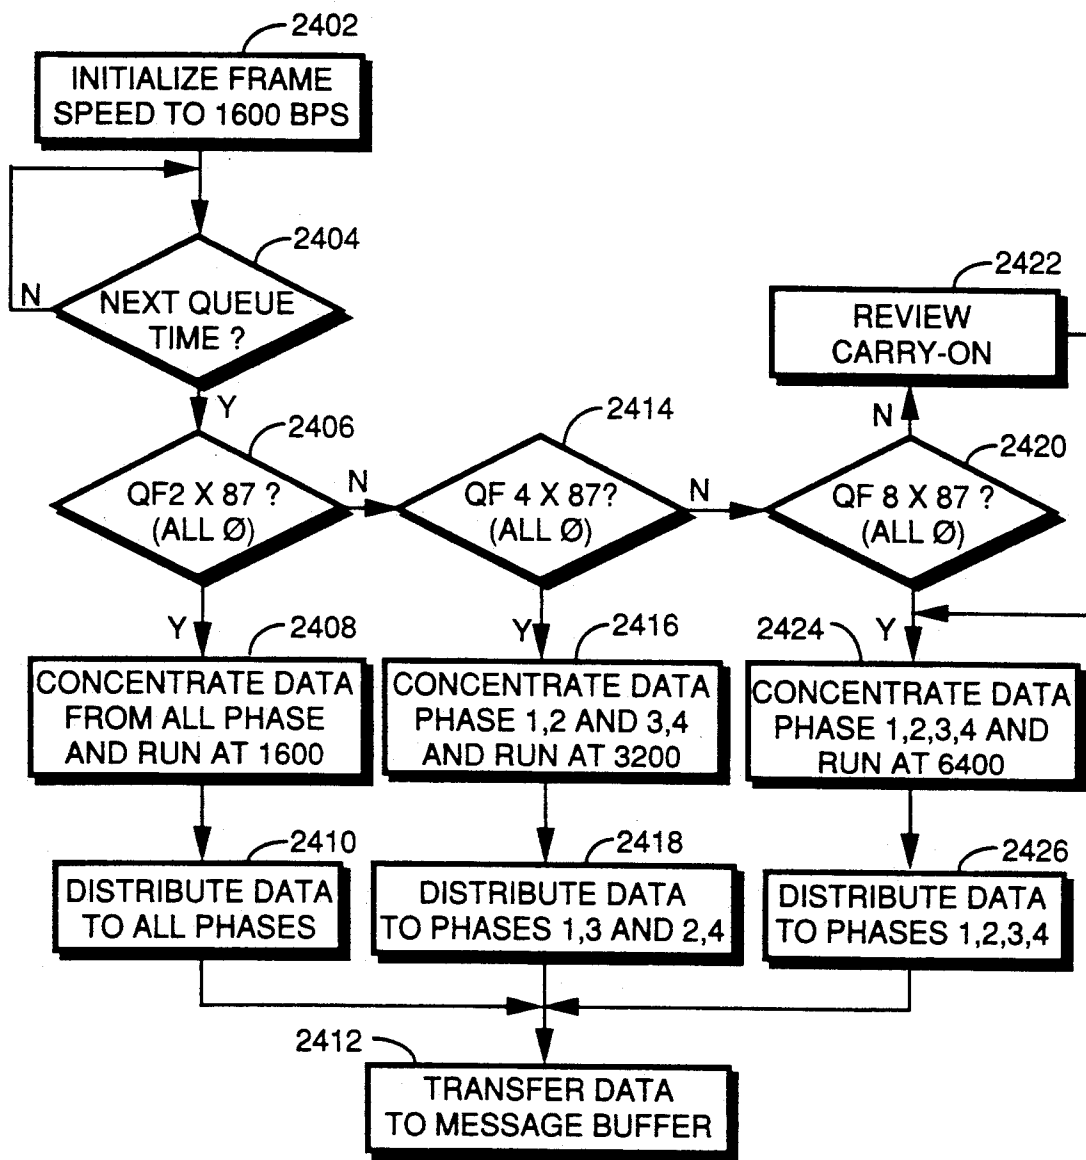 2402
INITIALIZE FRAME
SPEED TO 1600 BPS
2404
NEXT QUEUE
TIME ?
N
Y
2406
QF2 X 87 ?
(ALL Ø)
N
Y
2414
QF 4 X 87?
(ALL Ø)
N
Y
2422
REVIEW
CARRY-ON
N
2420
QF 8 X 87 ?
(ALL Ø)
Y
2408
CONCENTRATE DATA
FROM ALL PHASE
AND RUN AT 1600
2416
CONCENTRATE DATA
PHASE 1,2 AND 3,4
AND RUN AT 3200
2424
CONCENTRATE DATA
PHASE 1,2,3,4 AND
RUN AT 6400
2410
DISTRIBUTE DATA
TO ALL PHASES
2418
DISTRIBUTE DATA
TO PHASES 1,3 AND 2,4
2426
DISTRIBUTE DATA
TO PHASES 1,2,3,4
2412
TRANSFER DATA
TO MESSAGE BUFFER